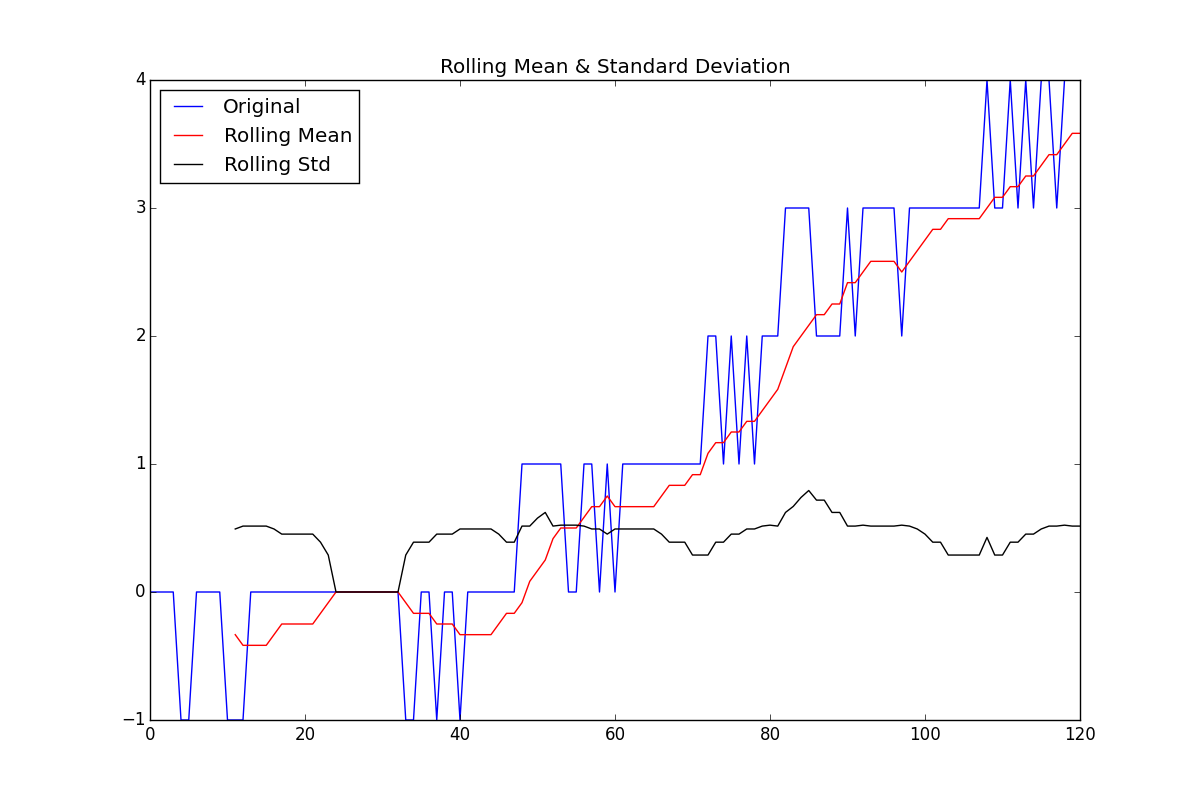 Rolling Mean & Standard Deviation
4
Original
Rolling Mean
Rolling Std
3
2
1
0
−1
0 20 40 60 80 100 120